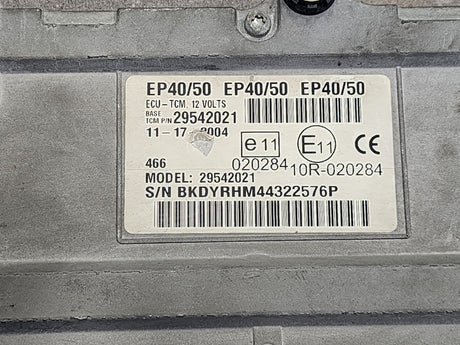 EP40/50 EP40/50 EP40/50
ECU-TCM, 12 VOLTS
BASE
TCM P/N 29542021
11-17-2004
e11
E11
CE
466
020284
10R-020284
MODEL: 29542021
S/N BKDYRHM44322576P